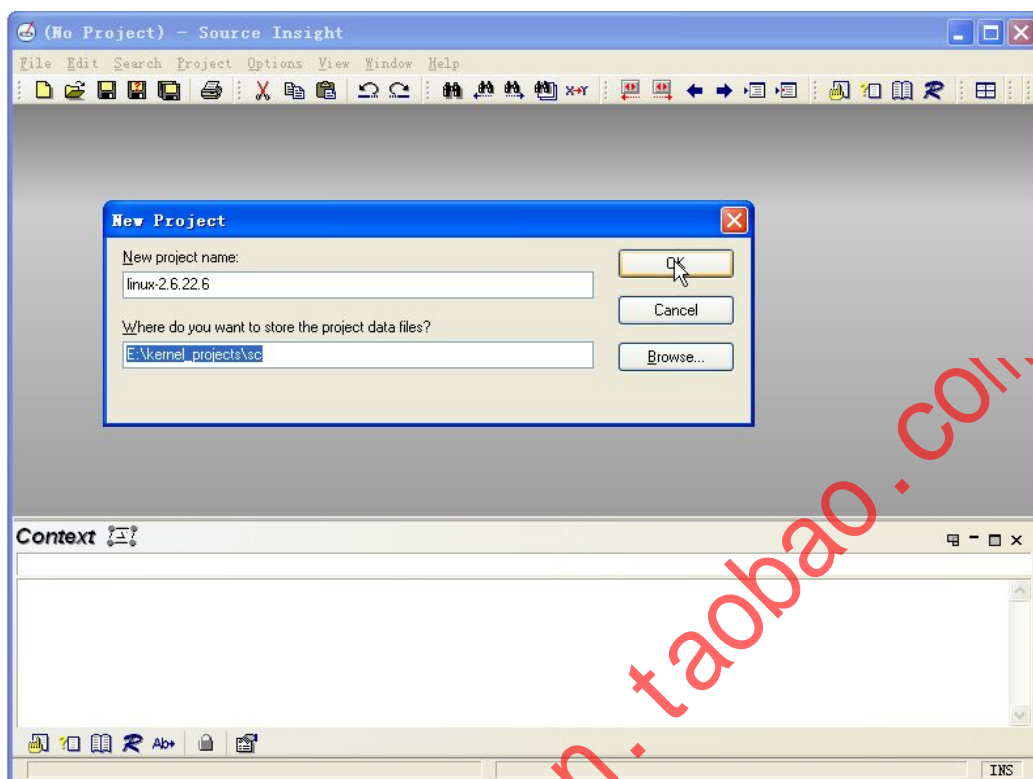 (No Project) - Source Insight
File Edit Search Project Options View Window Help
New Project
New project name:
linux-2.6.22.6
Where do you want to store the project data files?
E:\kernel_projects\sc
OK
Cancel
Browse...
Context
Ab+
INS
n.taobao.com